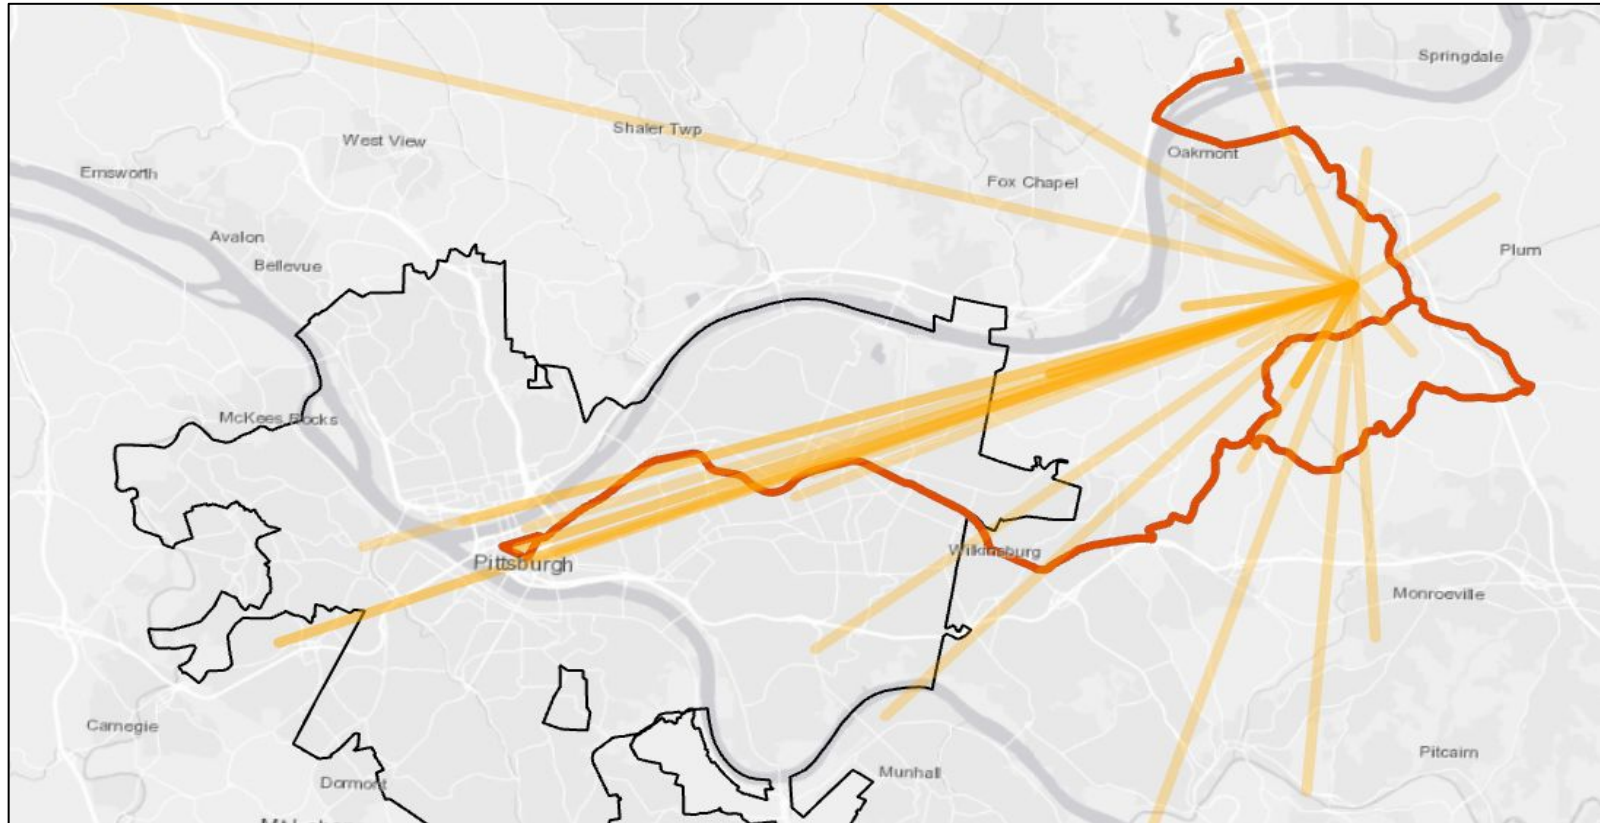 Springdale
Shaler Twp
West View
Oakmont
Emsworth
Fox Chapel
Avalon
Plum
Bellevue
McKees Rocks
Wilkinsburg
Pittsburgh
Monroeville
Carnegie
Pitcairn
Munhall
Dormont